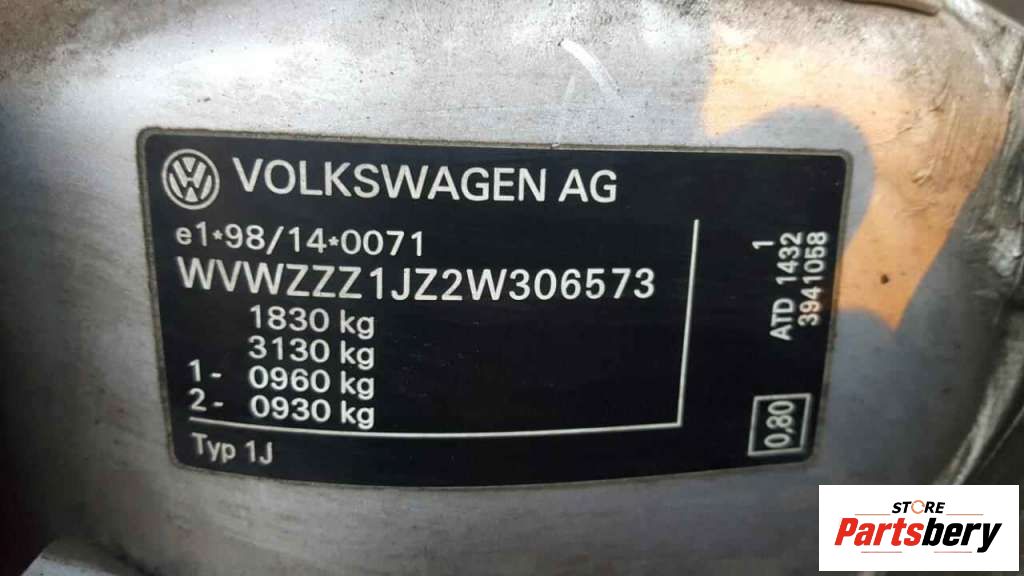 VOLKSWAGEN AG
e1*98/14*0071
WVWZZZ1JZ2W306573
1830 kg
3130 kg
1- 0960 kg
2- 0930 kg
Typ 1J
1
ATD 1432
3941058
0,80
STORE
Partsbery